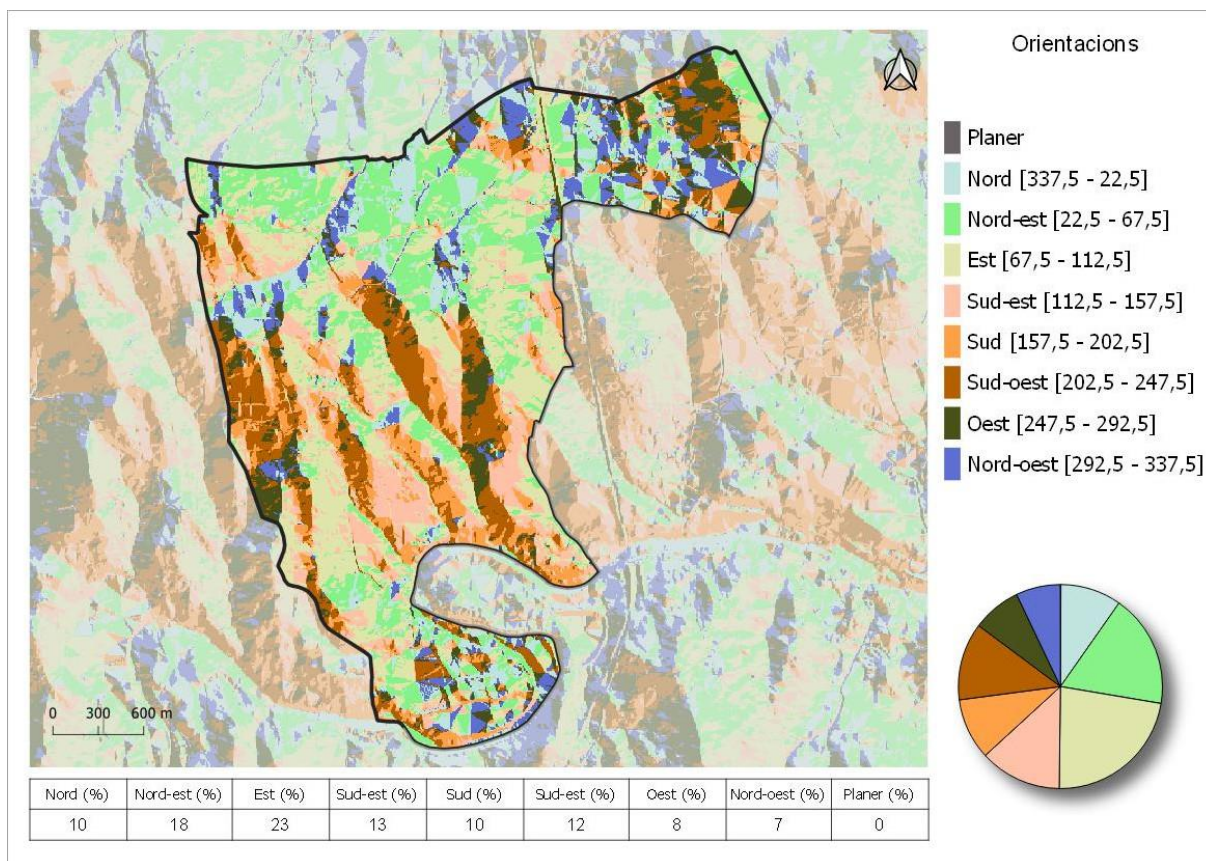 Orientacions
Planer
Nord [337,5 - 22,5]
Nord-est [22,5 - 67,5]
Est [67,5 - 112,5]
Sud-est [112,5 - 157,5]
Sud [157,5 - 202,5]
Sud-oest [202,5 - 247,5]
Oest [247,5 - 292,5]
Nord-oest [292,5 - 337,5]
0 300 600 m
Nord (%) Nord-est (%) Est (%) Sud-est (%) Sud (%) Sud-est (%) Oest (%) Nord-oest (%) Planer (%)
10 18 23 13 10 12 8 7 0